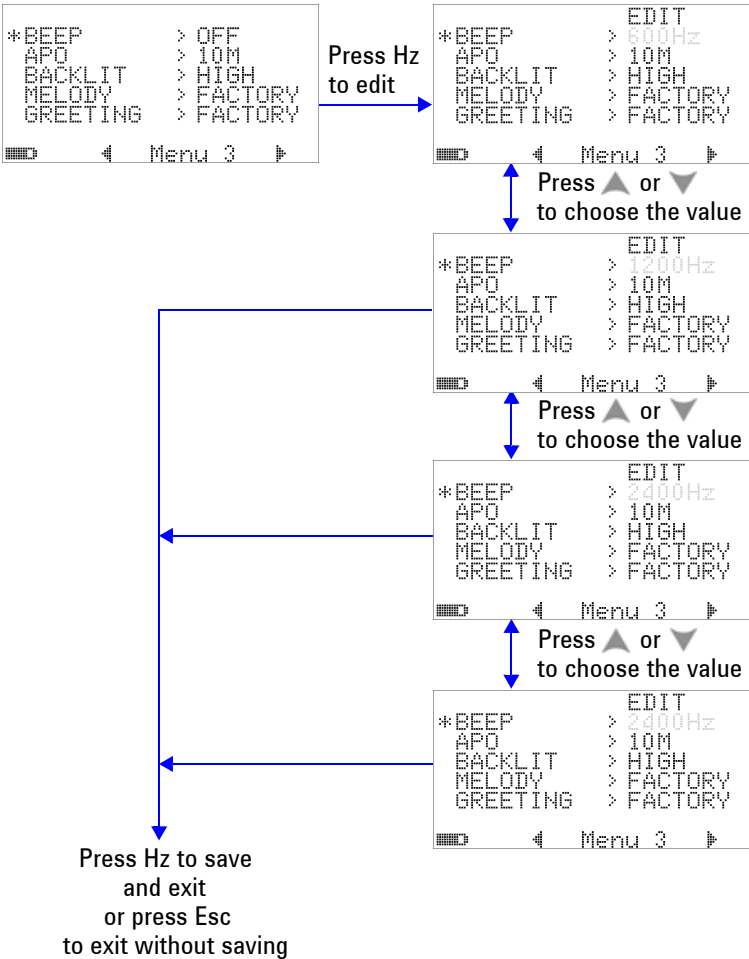 *BEEP > OFF
APO > 10M
BACKLIT > HIGH
MELODY > FACTORY
GREETING > FACTORY
Menu 3
Press Hz
to edit
EDIT
*BEEP > 600Hz
APO > 10M
BACKLIT > HIGH
MELODY > FACTORY
GREETING > FACTORY
Menu 3
Press or
to choose the value
EDIT
*BEEP > 1200Hz
APO > 10M
BACKLIT > HIGH
MELODY > FACTORY
GREETING > FACTORY
Menu 3
Press or
to choose the value
EDIT
*BEEP > 2400Hz
APO > 10M
BACKLIT > HIGH
MELODY > FACTORY
GREETING > FACTORY
Menu 3
Press or
to choose the value
EDIT
*BEEP > 2400Hz
APO > 10M
BACKLIT > HIGH
MELODY > FACTORY
GREETING > FACTORY
Menu 3
Press Hz to save
and exit
or press Esc
to exit without saving